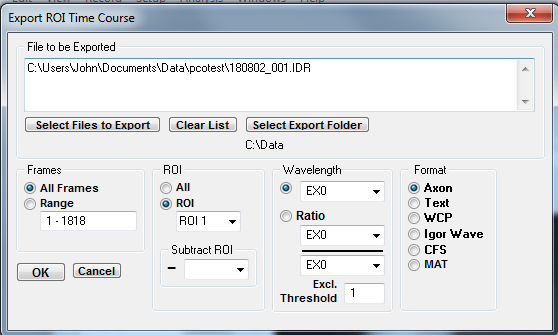 Export ROI Time Course
File to be Exported
C:\Users\John\Documents\Data\pcotest\180802_001.IDR
Select Files to Export Clear List Select Export Folder
C:\Data
Frames
All Frames
Range
1 - 1818
OK Cancel
ROI
All
ROI
ROI 1
Subtract ROI
-
Wavelength
EX0
Ratio
EX0
EX0
Excl.
Threshold 1
Format
Axon
Text
WCP
Igor Wave
CFS
MAT